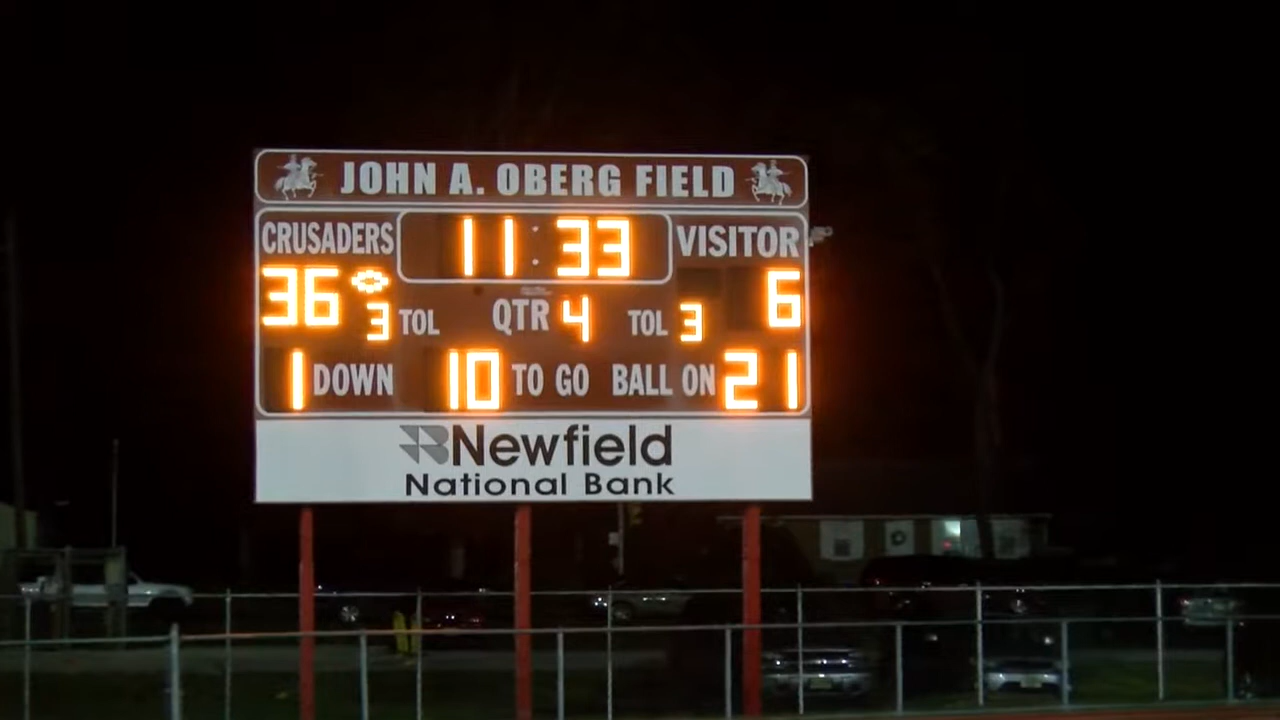 JOHN A. OBERG FIELD
CRUSADERS 11:33 VISITOR
36 3 TOL QTR 4 TOL 3 6
1 DOWN 10 TO GO BALL ON 21
Newfield
National Bank